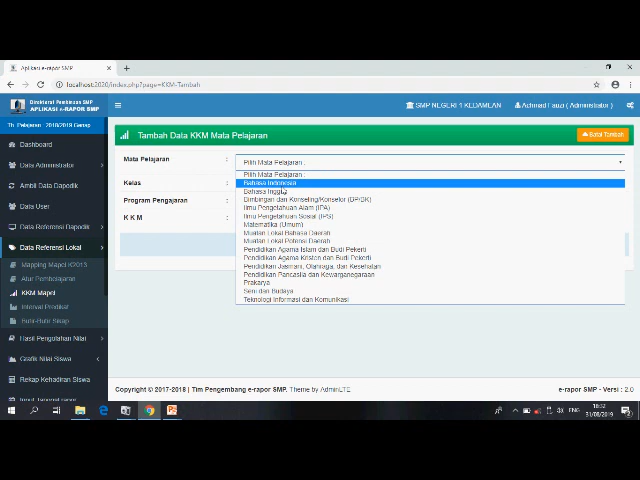 Aplikasi e-rapor SMP
localhost:2020/index.php?page=KKM-Tambah
Direktorat Pembinaan SMP
APLIKASI e-RAPOR SMP
SMP NEGERI 1 KEDAMEAN
Achmad Fauzi ( Administrator )
Th. Pelajaran : 2018/2019 Genap
Dashboard
Data Administrator
Ambil Data Dapodik
Data User
Data Referensi Dapodik
Data Referensi Lokal
Mapping Mapel K2013
Atur Pembelajaran
KKM Mapel
Interval Predikat
Butir-Butir Sikap
Hasil Pengolahan Nilai
Grafik Nilai Siswa
Rekap Kehadiran Siswa
Tambah Data KKM Mata Pelajaran
Batal Tambah
Mata Pelajaran :
Pilih Mata Pelajaran :
Kelas :
Program Pengajaran :
K K M :
Pilih Mata Pelajaran :
Bahasa Indonesia
Bahasa Inggris
Bimbingan dan Konseling/Konselor (BP/BK)
Ilmu Pengetahuan Alam (IPA)
Ilmu Pengetahuan Sosial (IPS)
Matematika (Umum)
Muatan Lokal Bahasa Daerah
Muatan Lokal Potensi Daerah
Pendidikan Agama Islam dan Budi Pekerti
Pendidikan Agama Kristen dan Budi Pekerti
Pendidikan Jasmani, Olahraga, dan Kesehatan
Pendidikan Pancasila dan Kewarganegaraan
Prakarya
Seni dan Budaya
Teknologi Informasi dan Komunikasi
Copyright © 2017-2018 | Tim Pengembang e-rapor SMP. Theme by AdminLTE
e-rapor SMP - Versi : 2.0
ENG
31/08/2019